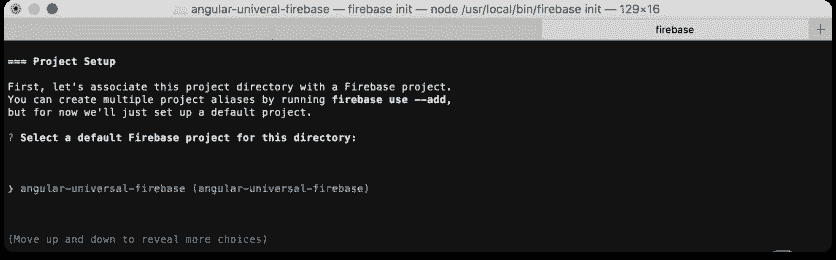 angular-univeral-firebase — firebase init — node /usr/local/bin/firebase init — 129×16
firebase +
=== Project Setup
First, let's associate this project directory with a Firebase project.
You can create multiple project aliases by running firebase use --add,
but for now we'll just set up a default project.
? Select a default Firebase project for this directory:
❯ angular-universal-firebase (angular-universal-firebase)
(Move up and down to reveal more choices)